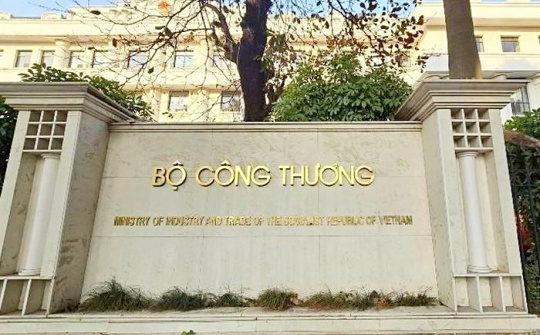 BỘ CÔNG THƯƠNG
MINISTRY OF INDUSTRY AND TRADE OF THE SOCIALIST REPUBLIC OF VIETNAM